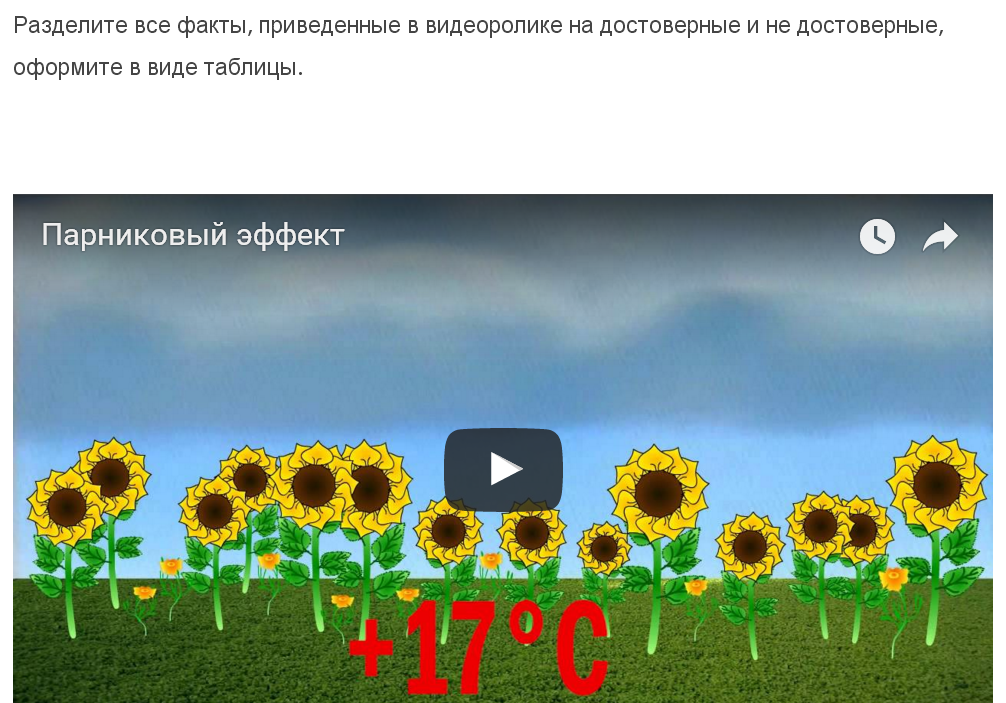 Разделите все факты, приведенные в видеоролике на достоверные и не достоверные,
оформите в виде таблицы.
Парниковый эффект
+17°C